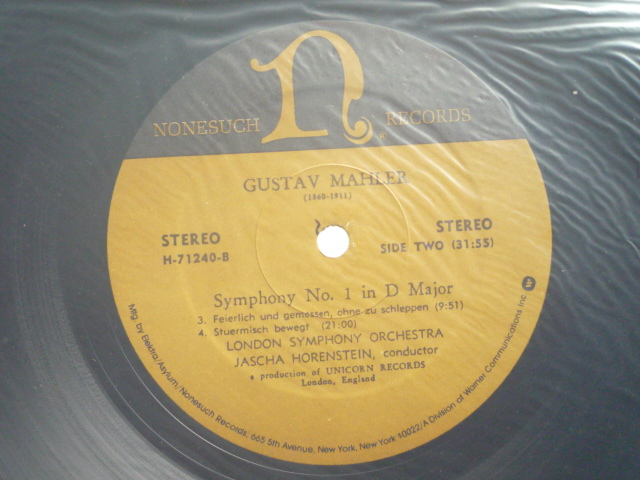 n
NONESUCH RECORDS
GUSTAV MAHLER
(1860-1911)
STEREO
H-71240-B
STEREO
SIDE TWO (31:55)
Symphony No. 1 in D Major
3. Feierlich und gemessen, ohne zu schleppen (9:51)
4. Stuermisch bewegt (21:00)
LONDON SYMPHONY ORCHESTRA
JASCHA HORENSTEIN, conductor
a production of UNICORN RECORDS
London, England
Mfg by Elektra/Asylum/Nonesuch Records; 665 5th Avenue, New York, New York 10022/A Division of Warner Communications Inc